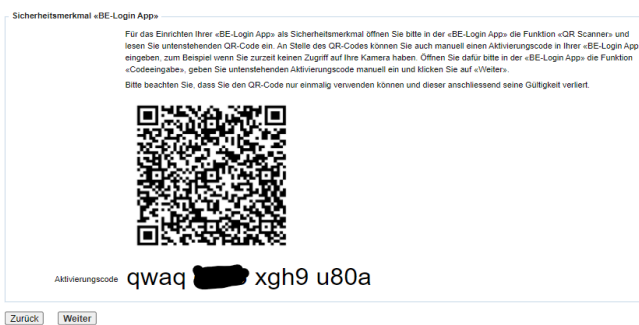 Sicherheitsmerkmal «BE-Login App»
Für das Einrichten Ihrer «BE-Login App» als Sicherheitsmerkmal öffnen Sie bitte in der «BE-Login App» die Funktion «QR Scanner» und
lesen Sie untenstehenden QR-Code ein. An Stelle des QR-Codes können Sie auch manuell einen Aktivierungscode in Ihrer «BE-Login App
eingeben, zum Beispiel wenn Sie zurzeit keinen Zugriff auf Ihre Kamera haben. Öffnen Sie dafür bitte in der «BE-Login App» die Funktion
«Codeeingabe», geben Sie untenstehenden Aktivierungscode manuell ein und klicken Sie auf «Weiter».
Bitte beachten Sie, dass Sie den QR-Code nur einmalig verwenden können und dieser anschliessend seine Gültigkeit verliert.
Aktivierungscode qwaq xgh9 u80a
Zurück Weiter